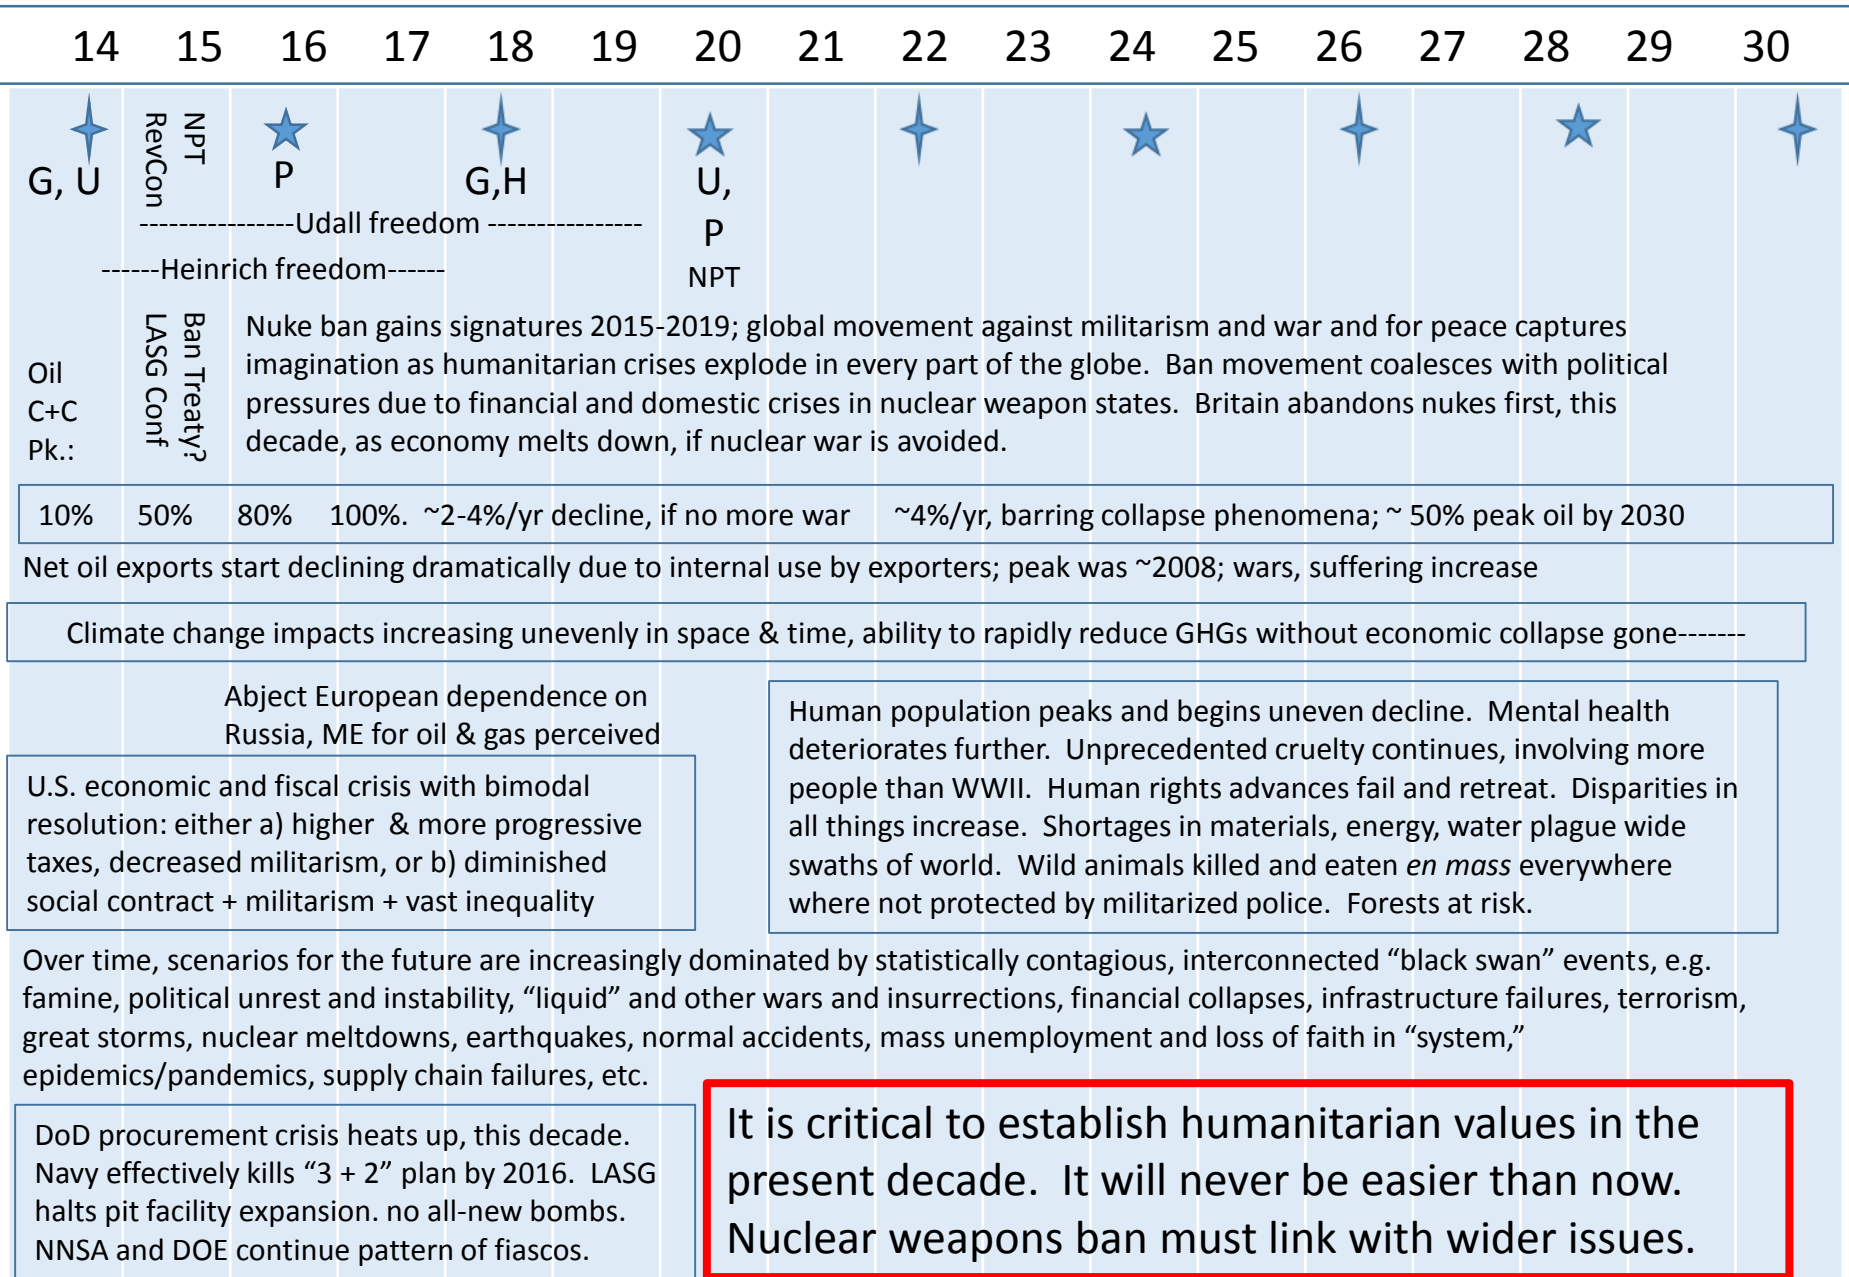 14 15 16 17 18 19 20 21 22 23 24 25 26 27 28 29 30
G, U
NPT
RevCon
P
G,H
U,
P
NPT
----------------Udall freedom ----------------
------Heinrich freedom------
Oil
C+C
Pk.:
Ban Treaty?
LASG Conf
Nuke ban gains signatures 2015-2019; global movement against militarism and war and for peace captures
imagination as humanitarian crises explode in every part of the globe. Ban movement coalesces with political
pressures due to financial and domestic crises in nuclear weapon states. Britain abandons nukes first, this
decade, as economy melts down, if nuclear war is avoided.
10% 50% 80% 100%. ~2-4%/yr decline, if no more war ~4%/yr, barring collapse phenomena; ~ 50% peak oil by 2030
Net oil exports start declining dramatically due to internal use by exporters; peak was ~2008; wars, suffering increase
Climate change impacts increasing unevenly in space & time, ability to rapidly reduce GHGs without economic collapse gone-------
Abject European dependence on
Russia, ME for oil & gas perceived
U.S. economic and fiscal crisis with bimodal
resolution: either a) higher & more progressive
taxes, decreased militarism, or b) diminished
social contract + militarism + vast inequality
Human population peaks and begins uneven decline. Mental health
deteriorates further. Unprecedented cruelty continues, involving more
people than WWII. Human rights advances fail and retreat. Disparities in
all things increase. Shortages in materials, energy, water plague wide
swaths of world. Wild animals killed and eaten en mass everywhere
where not protected by militarized police. Forests at risk.
Over time, scenarios for the future are increasingly dominated by statistically contagious, interconnected “black swan” events, e.g.
famine, political unrest and instability, “liquid” and other wars and insurrections, financial collapses, infrastructure failures, terrorism,
great storms, nuclear meltdowns, earthquakes, normal accidents, mass unemployment and loss of faith in “system,”
epidemics/pandemics, supply chain failures, etc.
DoD procurement crisis heats up, this decade.
Navy effectively kills “3 + 2” plan by 2016. LASG
halts pit facility expansion. no all-new bombs.
NNSA and DOE continue pattern of fiascos.
It is critical to establish humanitarian values in the
present decade. It will never be easier than now.
Nuclear weapons ban must link with wider issues.